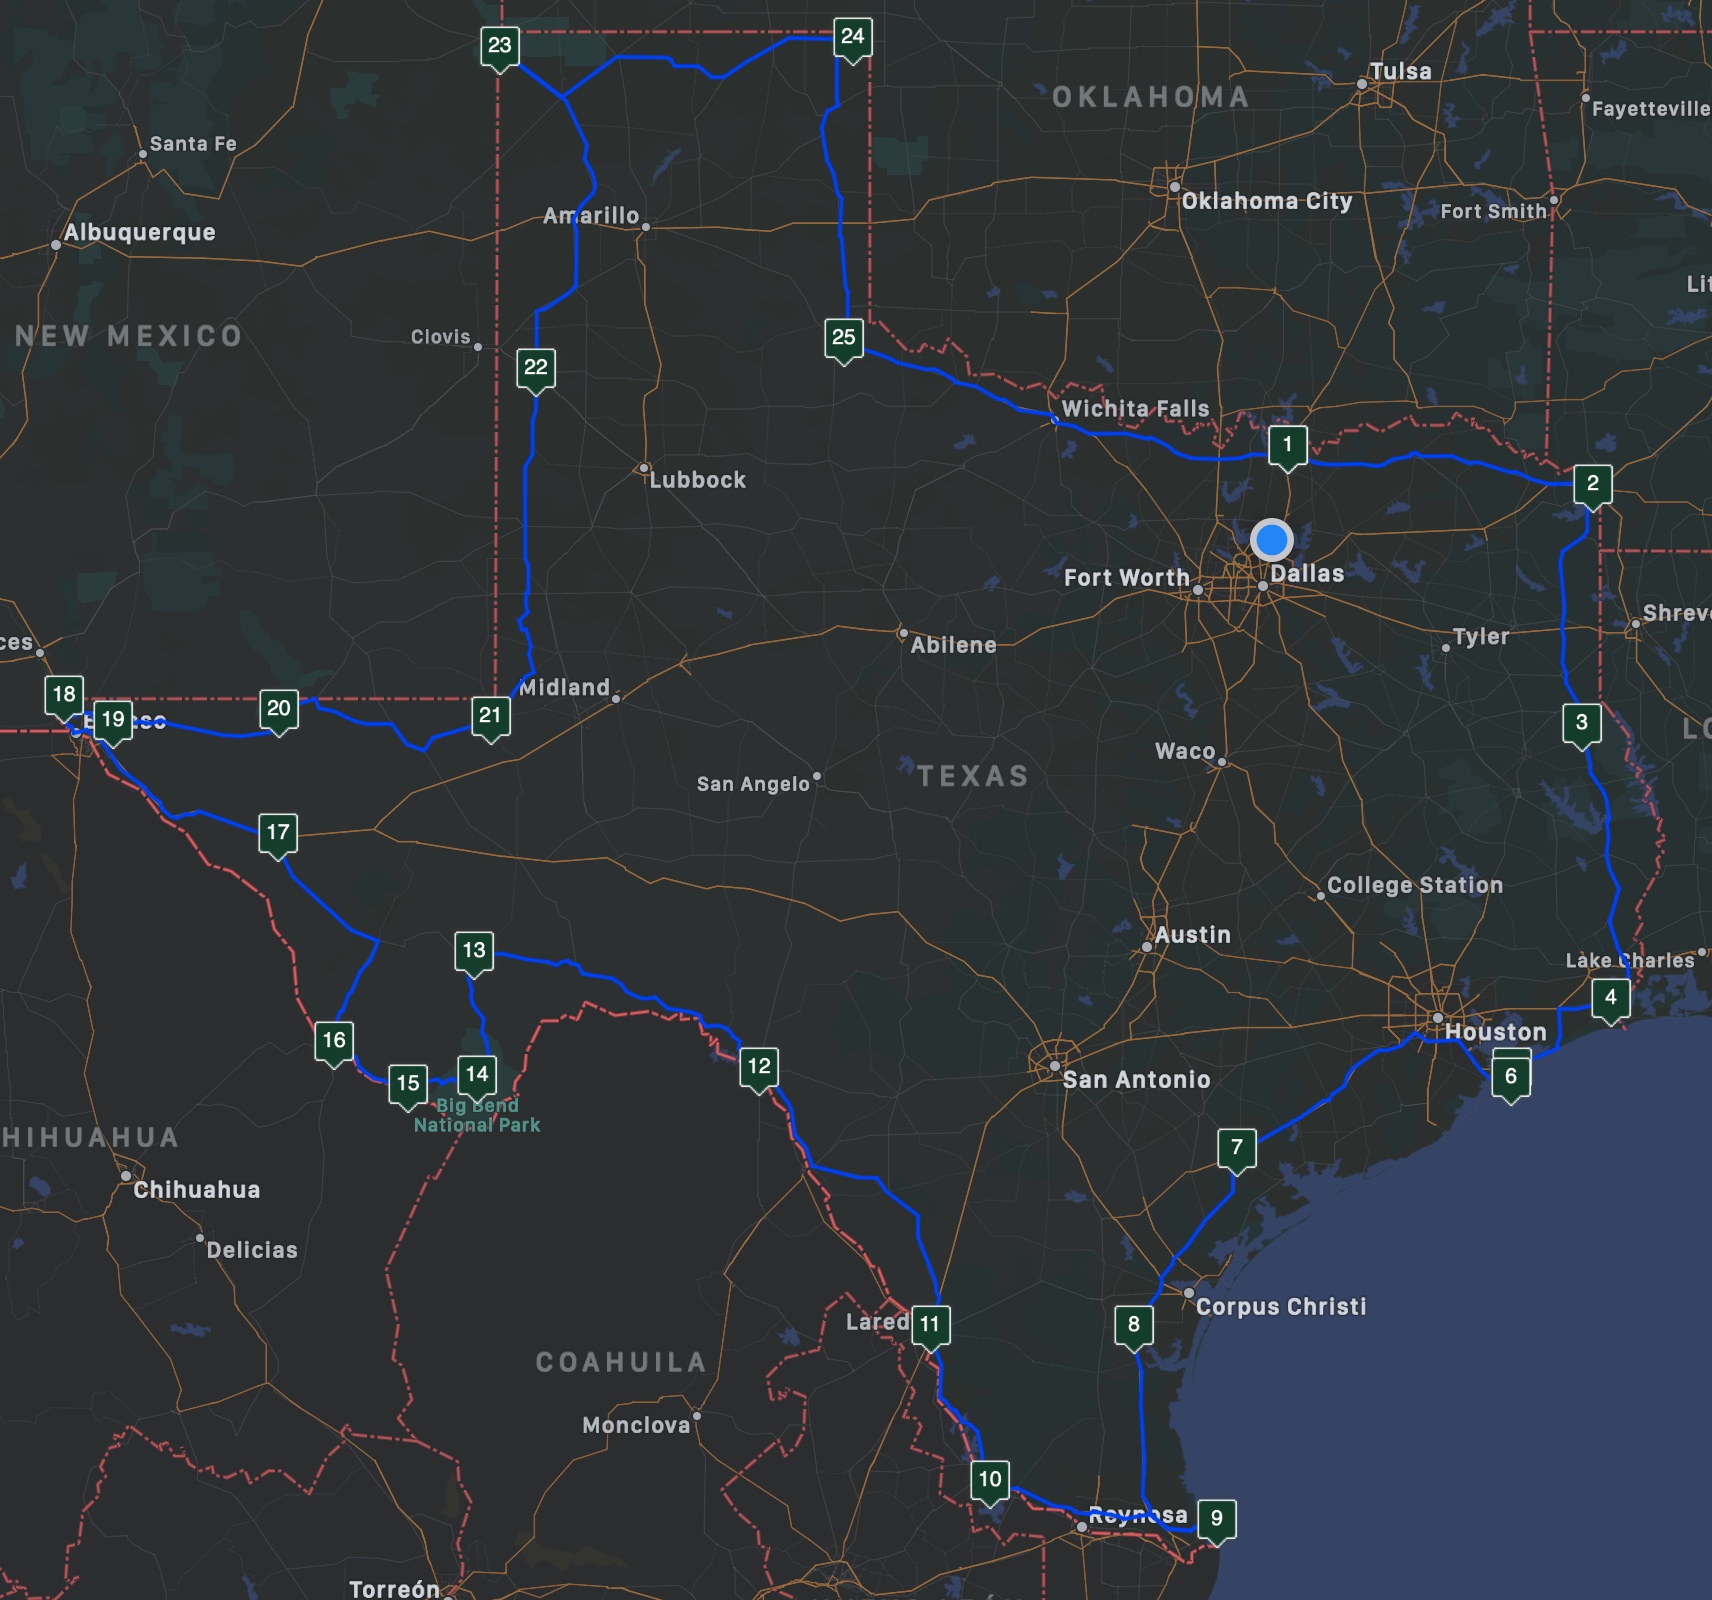 23
24
Tulsa
OKLAHOMA
Fayetteville
Santa Fe
Oklahoma City
Fort Smith
Amarillo
Albuquerque
Lit
NEW MEXICO
Clovis
25
22
Wichita Falls
1
2
Lubbock
Fort Worth
Dallas
Shrev
ces
Abilene
Tyler
18
Midland
19
20
21
3
LO
Waco
San Angelo
TEXAS
17
College Station
13
Austin
Lake Charles
4
16
Houston
12
14
15
6
San Antonio
Big Bend
National Park
HIHUAHUA
7
Chihuahua
Delicias
Corpus Christi
Lared
11
8
COAHUILA
Monclova
10
Reynosa
9
Torreón